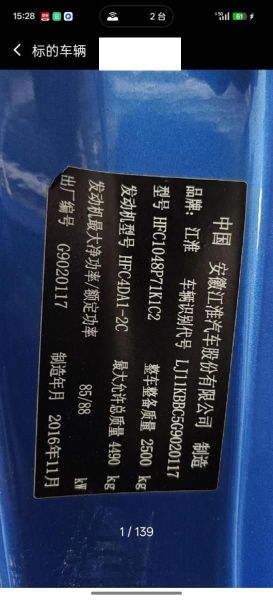 15:28
2 台
61
标的车辆
中国 安徽江淮汽车股份有限公司 制造
品牌: 江淮 车辆识别代号 LJ11KBBC5G9020117
型号 HFC1048P71K1C2 整车整备质量 2500 kg
发动机型号 HFC4DA1-2C 最大允许总质量 4490 kg
发动机最大净功率/额定功率 85/88 kW
出厂编号 G9020117 制造年月 2016年11月
1 / 139